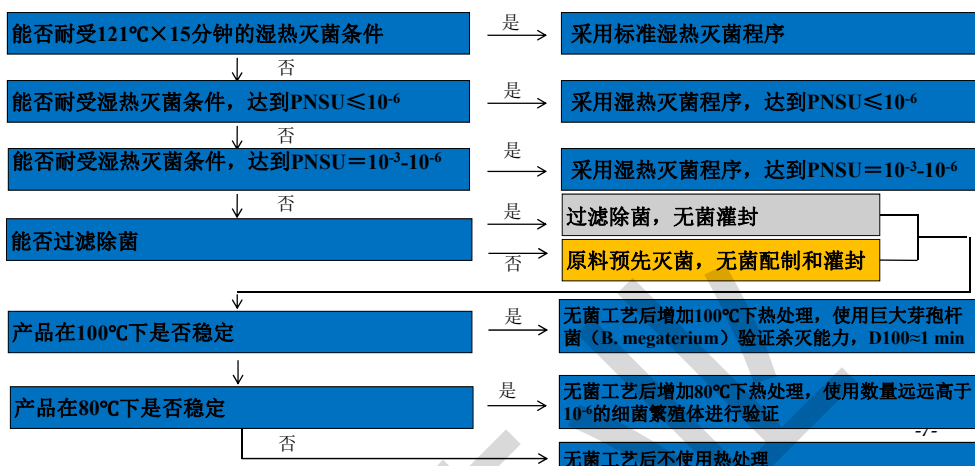 能否耐受121℃×15分钟的湿热灭菌条件
是
采用标准湿热灭菌程序
否
能否耐受湿热灭菌条件，达到PNSU≤10-6
是
采用湿热灭菌程序，达到PNSU≤10-6
否
能否耐受湿热灭菌条件，达到PNSU＝10-3-10-6
是
采用湿热灭菌程序，达到PNSU＝10-3-10-6
否
能否过滤除菌
是
过滤除菌，无菌灌封
否
原料预先灭菌，无菌配制和灌封
产品在100℃下是否稳定
是
无菌工艺后增加100℃下热处理，使用巨大芽孢杆
菌（B. megaterium）验证杀灭能力，D100≈1 min
产品在80℃下是否稳定
是
无菌工艺后增加80℃下热处理，使用数量远远高于
10-6的细菌繁殖体进行验证
-7-
否
无菌工艺后不使用热处理